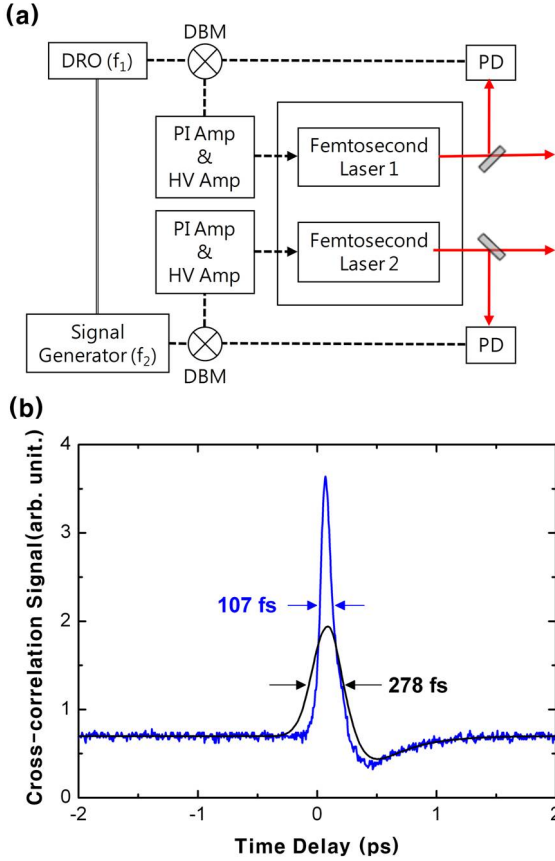 (a)
DBM
DRO (f₁)
PD
PI Amp
&
HV Amp
Femtosecond
Laser 1
PI Amp
&
HV Amp
Femtosecond
Laser 2
Signal
Generator (f₂)
DBM
PD
(b)
Cross-correlation Signal(arb. unit.)
4
3
2
1
0
107 fs
278 fs
-2
-1
0
1
2
Time Delay (ps)